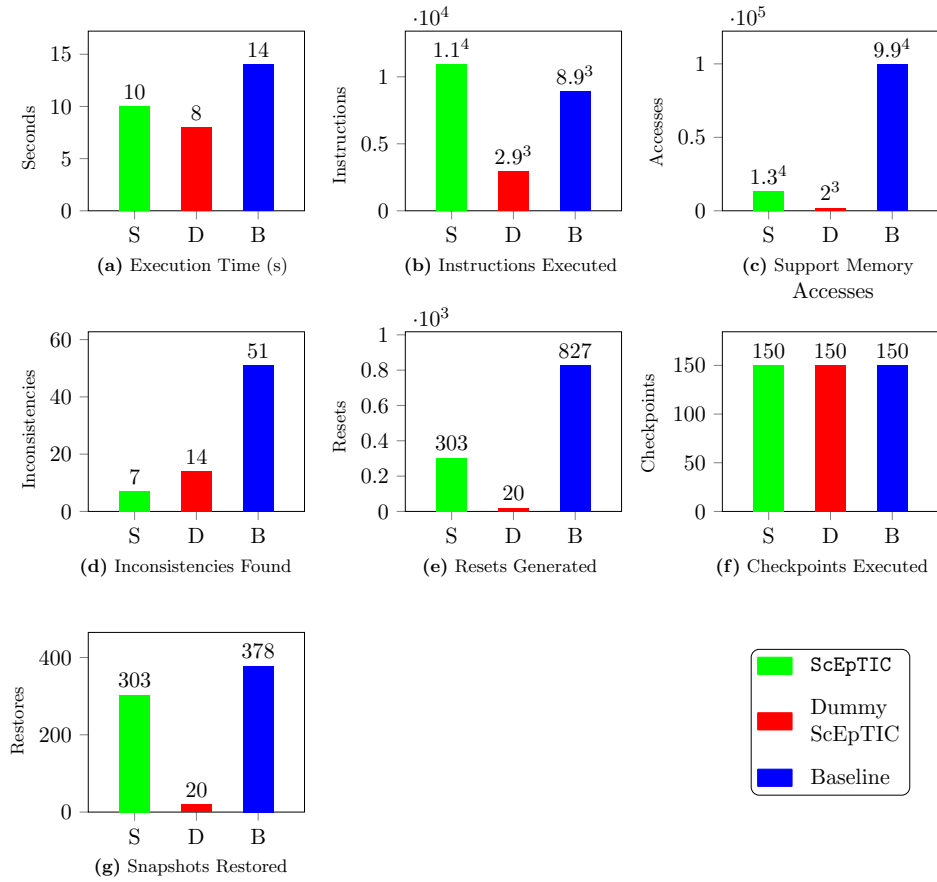 ·10⁴
·10⁵
Seconds
0
5
10
15
10
8
14
S D B
(a) Execution Time (s)
Instructions
0
0.5
1
1.1⁴
2.9³
8.9³
S D B
(b) Instructions Executed
Accesses
0
0.5
1
1.3⁴
2³
9.9⁴
S D B
(c) Support Memory
Accesses
Inconsistencies
0
20
40
60
7
14
51
S D B
(d) Inconsistencies Found
·10³
Resets
0
0.2
0.4
0.6
0.8
1
303
20
827
S D B
(e) Resets Generated
Checkpoints
0
50
100
150
150
150
150
S D B
(f) Checkpoints Executed
Restores
0
200
400
303
20
378
S D B
(g) Snapshots Restored
ScEpTIC
Dummy
ScEpTIC
Baseline